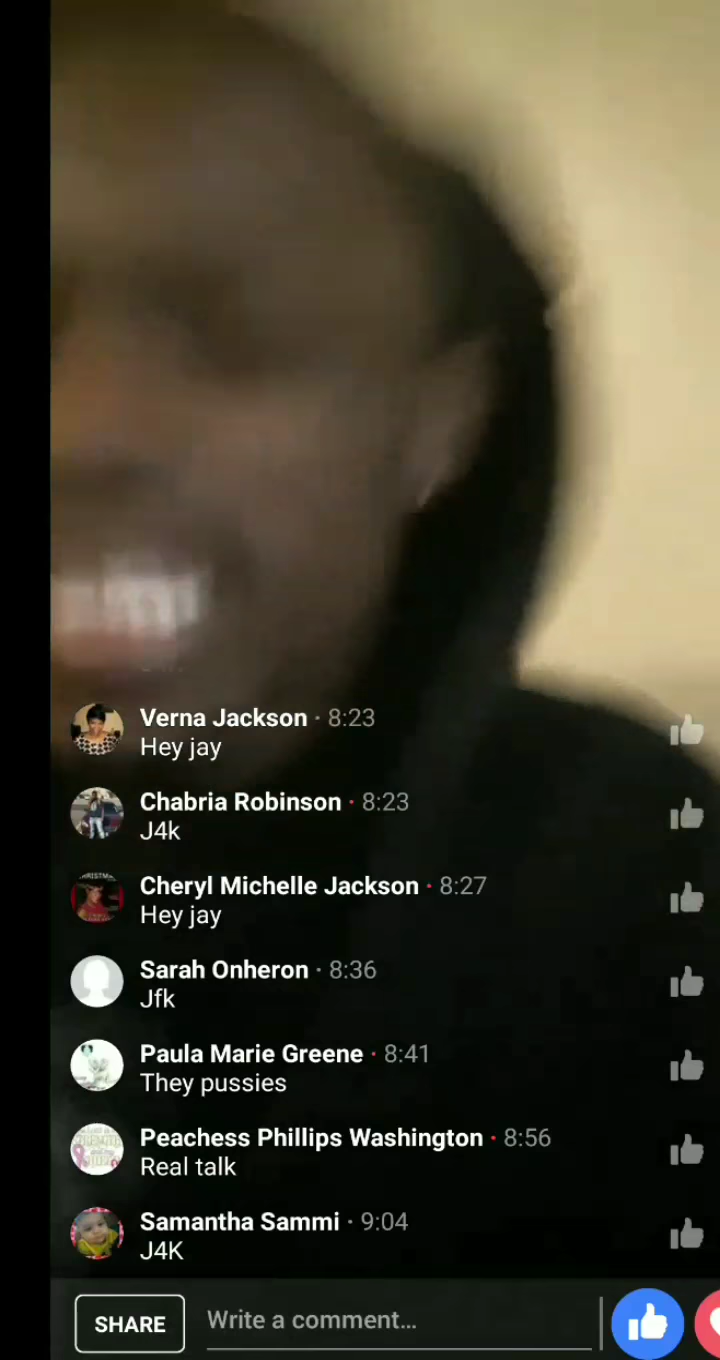 Verna Jackson · 8:23
Hey jay
Chabria Robinson · 8:23
J4k
Cheryl Michelle Jackson · 8:27
Hey jay
Sarah Onheron · 8:36
Jfk
Paula Marie Greene · 8:41
They pussies
Peachess Phillips Washington · 8:56
Real talk
Samantha Sammi · 9:04
J4K
SHARE
Write a comment...